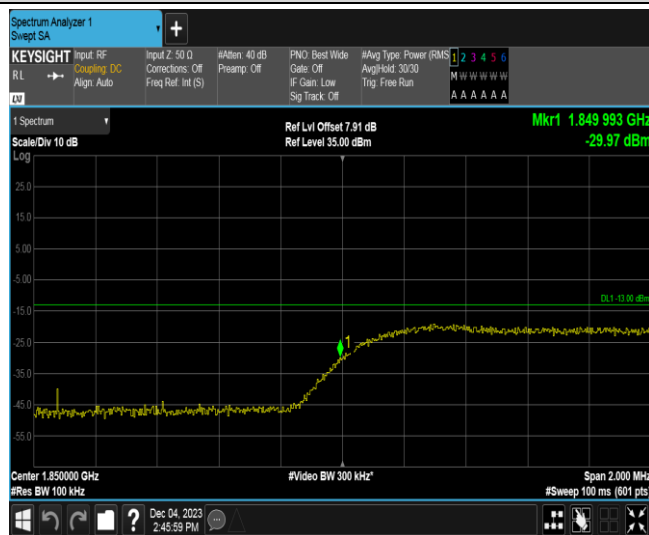 Spectrum Analyzer 1
Swept SA
+
KEYSIGHT Input: RF Input Z: 50 Ω #Atten: 40 dB PNO: Best Wide #Avg Type: Power (RMS 1 2 3 4 5 6
RL Coupling: DC Corrections: Off Preamp: Off Gate: Off Avg|Hold: 30/30 M W W W W W
Align: Auto Freq Ref: Int (S) IF Gain: Low Trig: Free Run
Sig Track: Off A A A A A A
LXI
1 Spectrum Ref Lvl Offset 7.91 dB Mkr1 1.849 993 GHz
Scale/Div 10 dB Ref Level 35.00 dBm -29.97 dBm
Log
25.0
15.0
5.00
-5.00
DL1 -13.00 dBm
-15.0
-25.0
1
-35.0
-45.0
-55.0
Center 1.850000 GHz #Video BW 300 kHz* Span 2.000 MHz
#Res BW 100 kHz #Sweep 100 ms (601 pts)
? Dec 04, 2023
2:45:59 PM